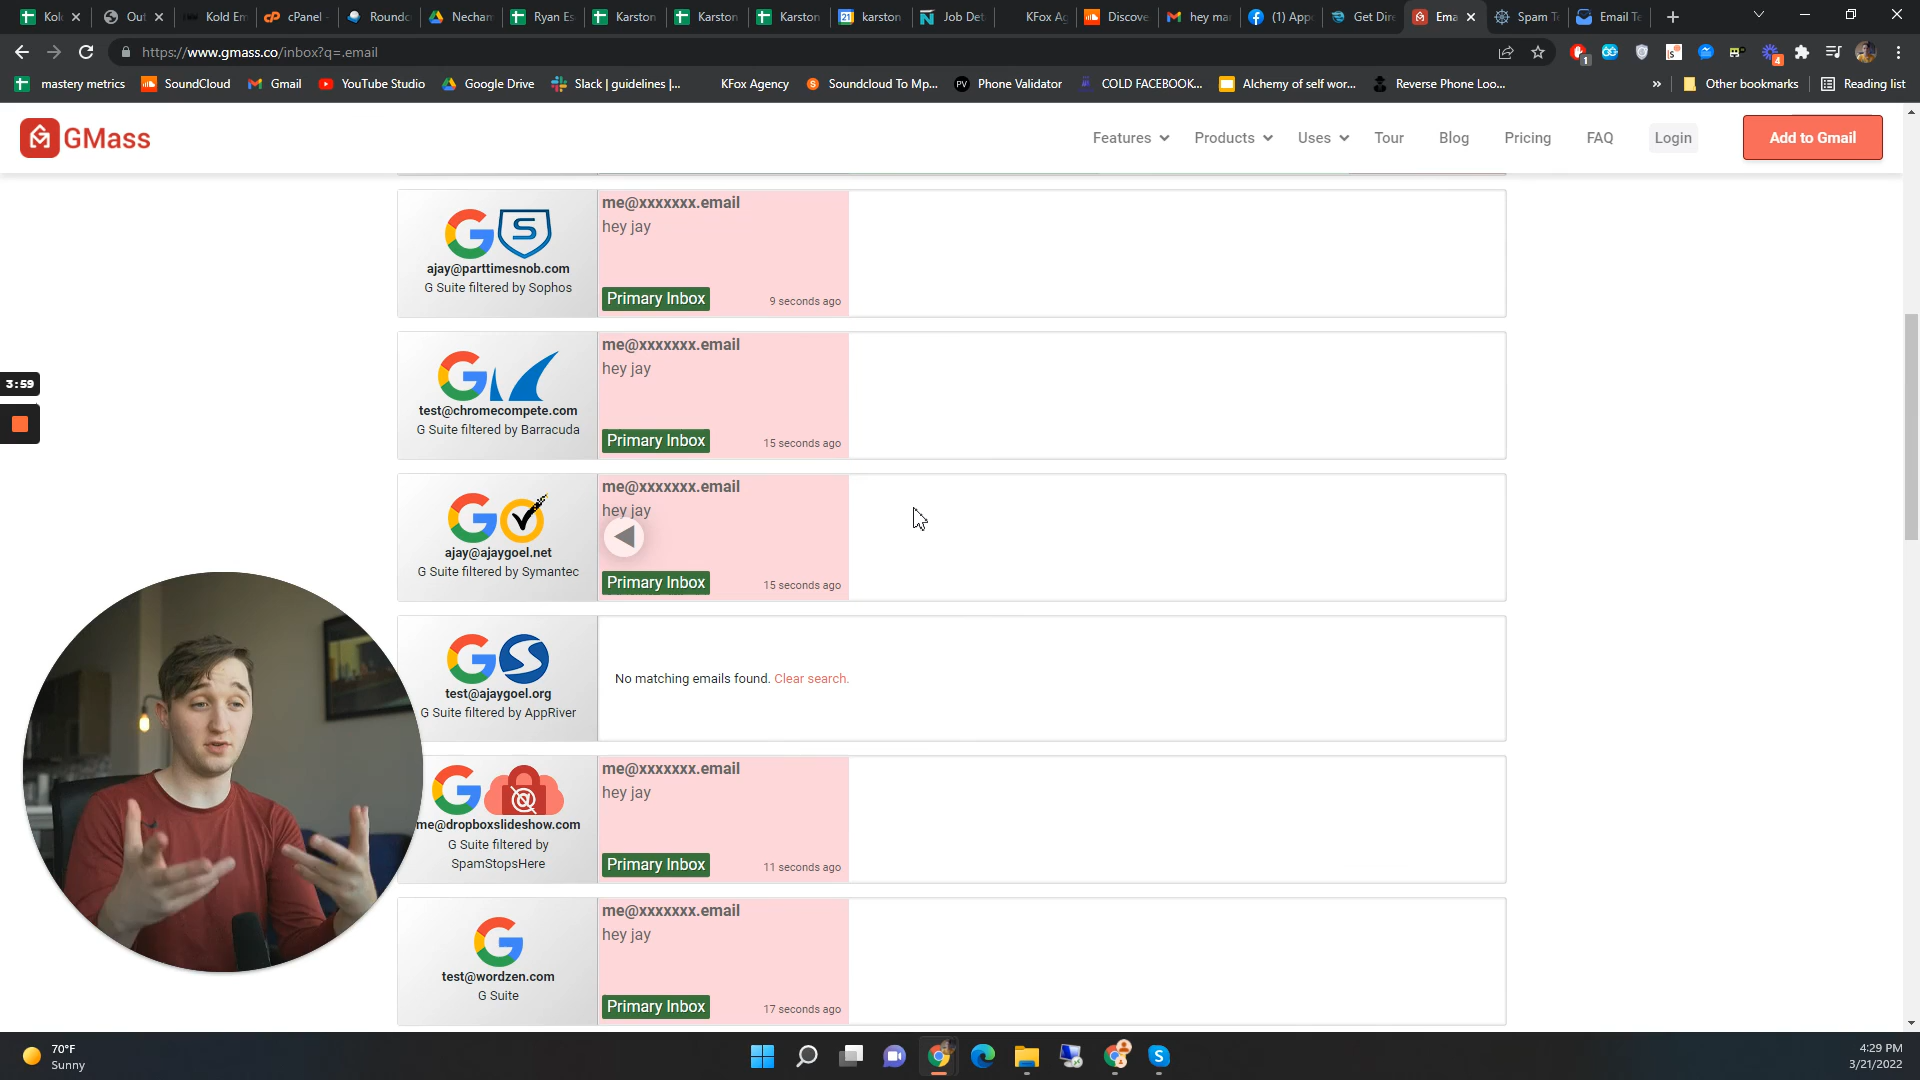 Kol
Out
Kold Em
cPanel
Roundc
Nechan
Ryan Es
Karston
Karston
Karston
karston
Job Det
KFox Ag
Discove
hey ma
(1) App
Get Dire
Ema
Spam T
Email Te
https://www.gmass.co/inbox?q=.email
mastery metrics
SoundCloud
Gmail
YouTube Studio
Google Drive
Slack | guidelines |...
KFox Agency
Soundcloud To Mp...
Phone Validator
COLD FACEBOOK...
Alchemy of self wor...
Reverse Phone Loo...
Other bookmarks
Reading list
GMass
Features
Products
Uses
Tour
Blog
Pricing
FAQ
Login
Add to Gmail
ajay@parttimesnob.com
G Suite filtered by Sophos
me@xxxxxxx.email
hey jay
Primary Inbox
9 seconds ago
test@chromecompete.com
G Suite filtered by Barracuda
me@xxxxxxx.email
hey jay
Primary Inbox
15 seconds ago
3:59
ajay@ajaygoel.net
G Suite filtered by Symantec
me@xxxxxxx.email
hey jay
Primary Inbox
15 seconds ago
test@ajaygoel.org
G Suite filtered by AppRiver
No matching emails found. Clear search.
me@dropboxslideshow.com
G Suite filtered by
SpamStopsHere
me@xxxxxxx.email
hey jay
Primary Inbox
11 seconds ago
test@wordzen.com
G Suite
me@xxxxxxx.email
hey jay
Primary Inbox
17 seconds ago
70°F
Sunny
4:29 PM
3/21/2022